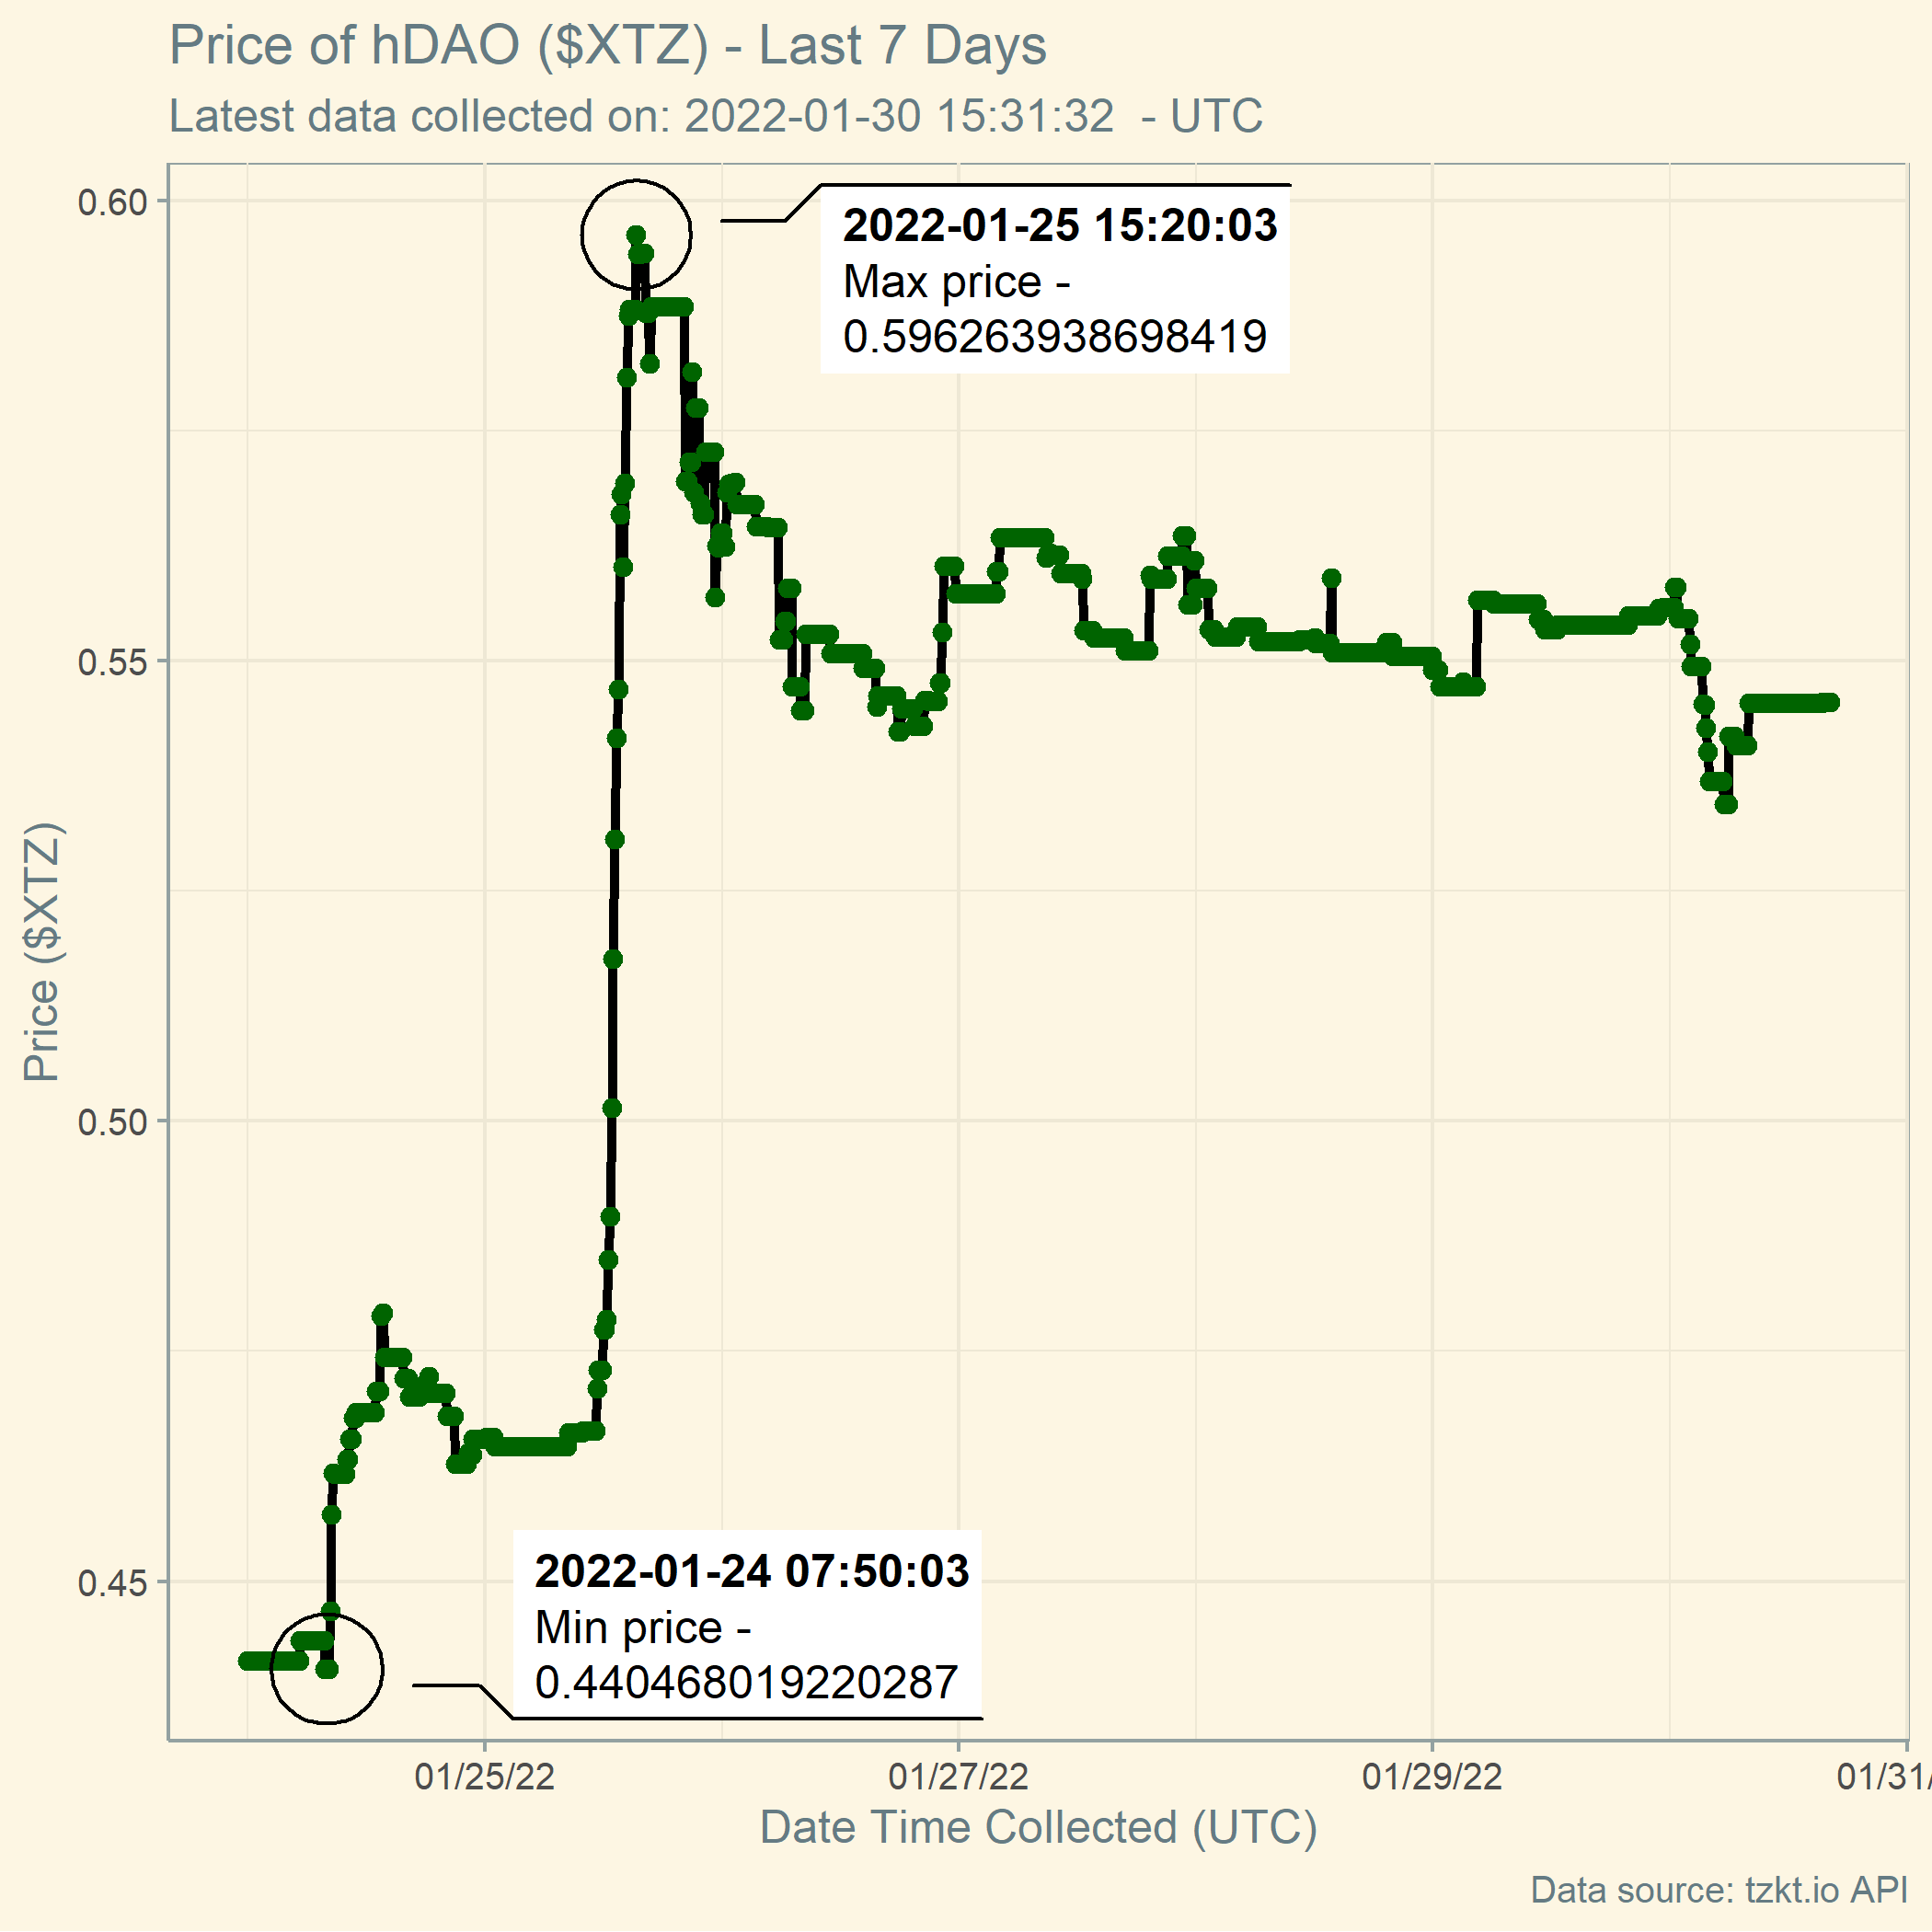 Price of hDAO ($XTZ) - Last 7 Days
Latest data collected on: 2022-01-30 15:31:32  - UTC
0.60
2022-01-25 15:20:03
Max price -
0.596263938698419
0.55
Price ($XTZ)
0.50
0.45
2022-01-24 07:50:03
Min price -
0.440468019220287
01/25/22 01/27/22 01/29/22 01/31/
Date Time Collected (UTC)
Data source: tzkt.io API